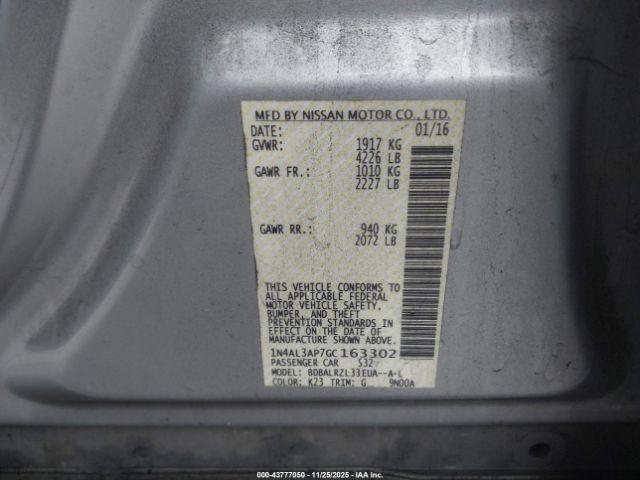 MFD BY NISSAN MOTOR CO., LTD.
DATE: 01/16
GVWR: 1917 KG
4226 LB
GAWR FR.: 1010 KG
2227 LB
GAWR RR.: 940 KG
2072 LB
THIS VEHICLE CONFORMS TO
ALL APPLICABLE FEDERAL
MOTOR VEHICLE SAFETY,
BUMPER, AND THEFT
PREVENTION STANDARDS IN
EFFECT ON THE DATE OF
MANUFACTURE SHOWN ABOVE.
1N4AL3AP7GC163302
PASSENGER CAR 532
MODEL: BDBALRZL33EUA--A-L
COLOR: K23 TRIM: G 9N00A
000-43777050 - 11/25/2025 - IAA Inc.